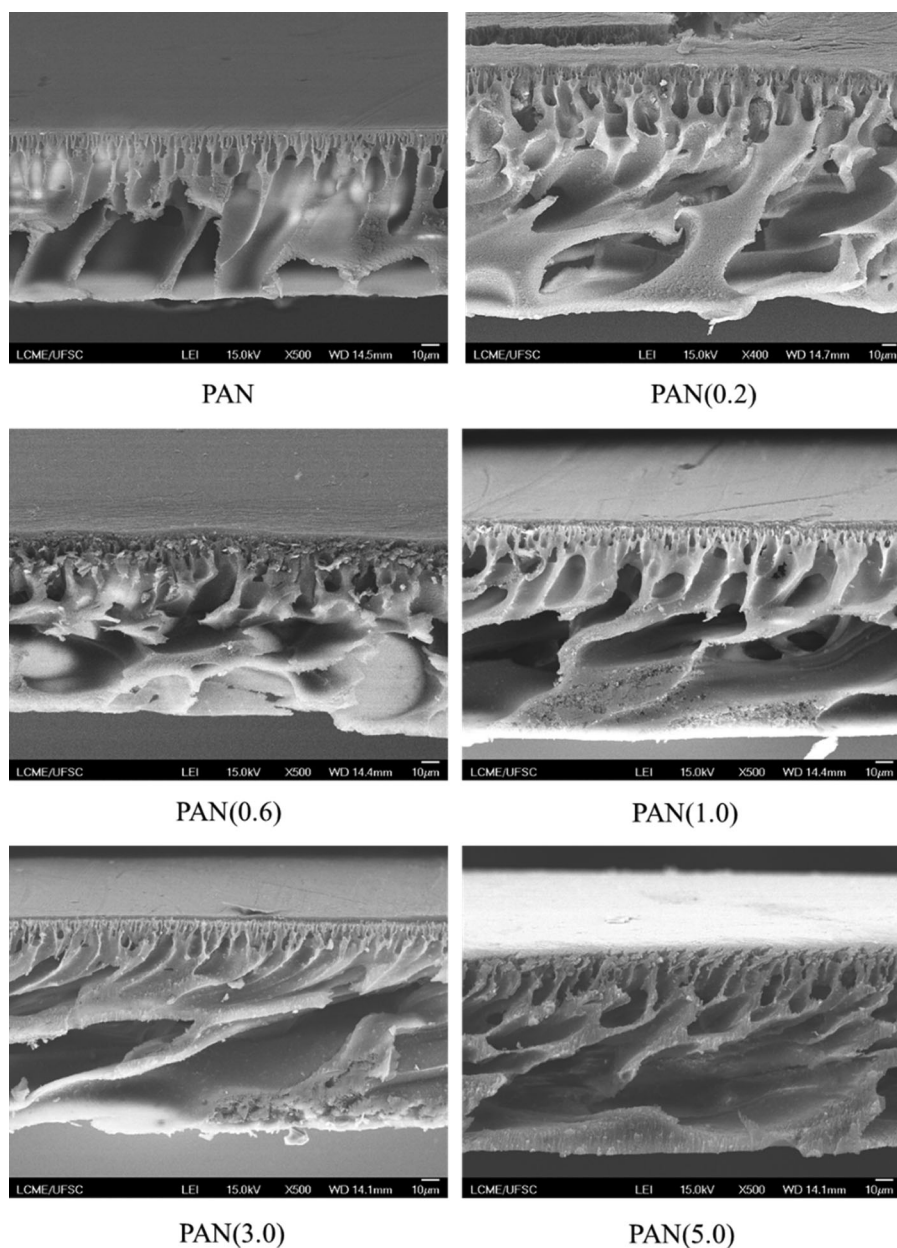 LCME/UFSC LEI 15.0kV X500 WD 14.5mm 10μm
LCME/UFSC LEI 15.0kV X400 WD 14.7mm 10μm
PAN
PAN(0.2)
LCME/UFSC LEI 15.0kV X500 WD 14.4mm 10μm
LCME/UFSC LEI 15.0kV X500 WD 14.4mm 10μm
PAN(0.6)
PAN(1.0)
LCME/UFSC LEI 15.0kV X500 WD 14.1mm 10μm
LCME/UFSC LEI 15.0kV X500 WD 14.1mm 10μm
PAN(3.0)
PAN(5.0)